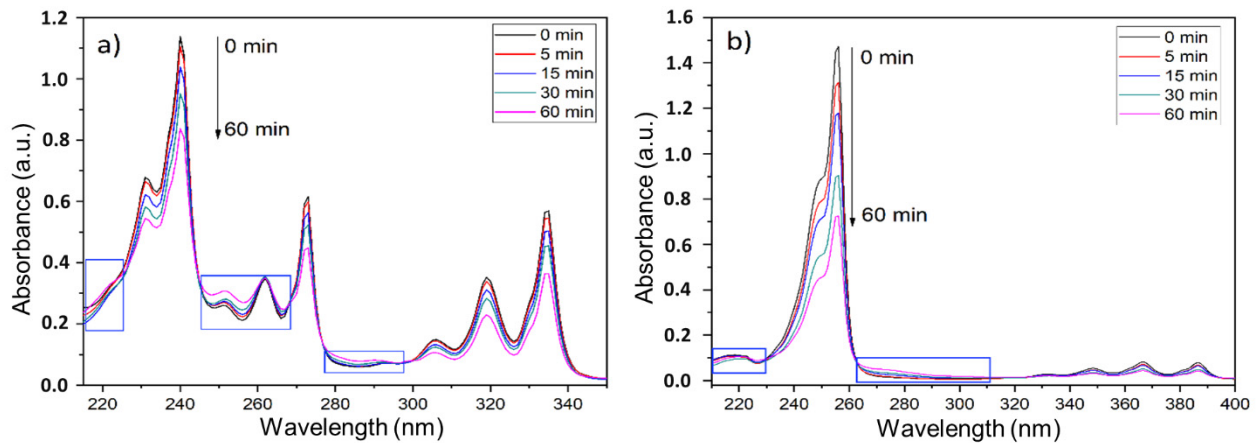 a)
0 min
60 min
0 min
5 min
15 min
30 min
60 min
1.2
1.0
0.8
0.6
0.4
0.2
0.0
220 240 260 280 300 320 340
Absorbance (a.u.)
Wavelength (nm)
b)
0 min
60 min
0 min
5 min
15 min
30 min
60 min
1.6
1.4
1.2
1.0
0.8
0.6
0.4
0.2
0.0
220 240 260 280 300 320 340 360 380 400
Absorbance (a.u.)
Wavelength (nm)